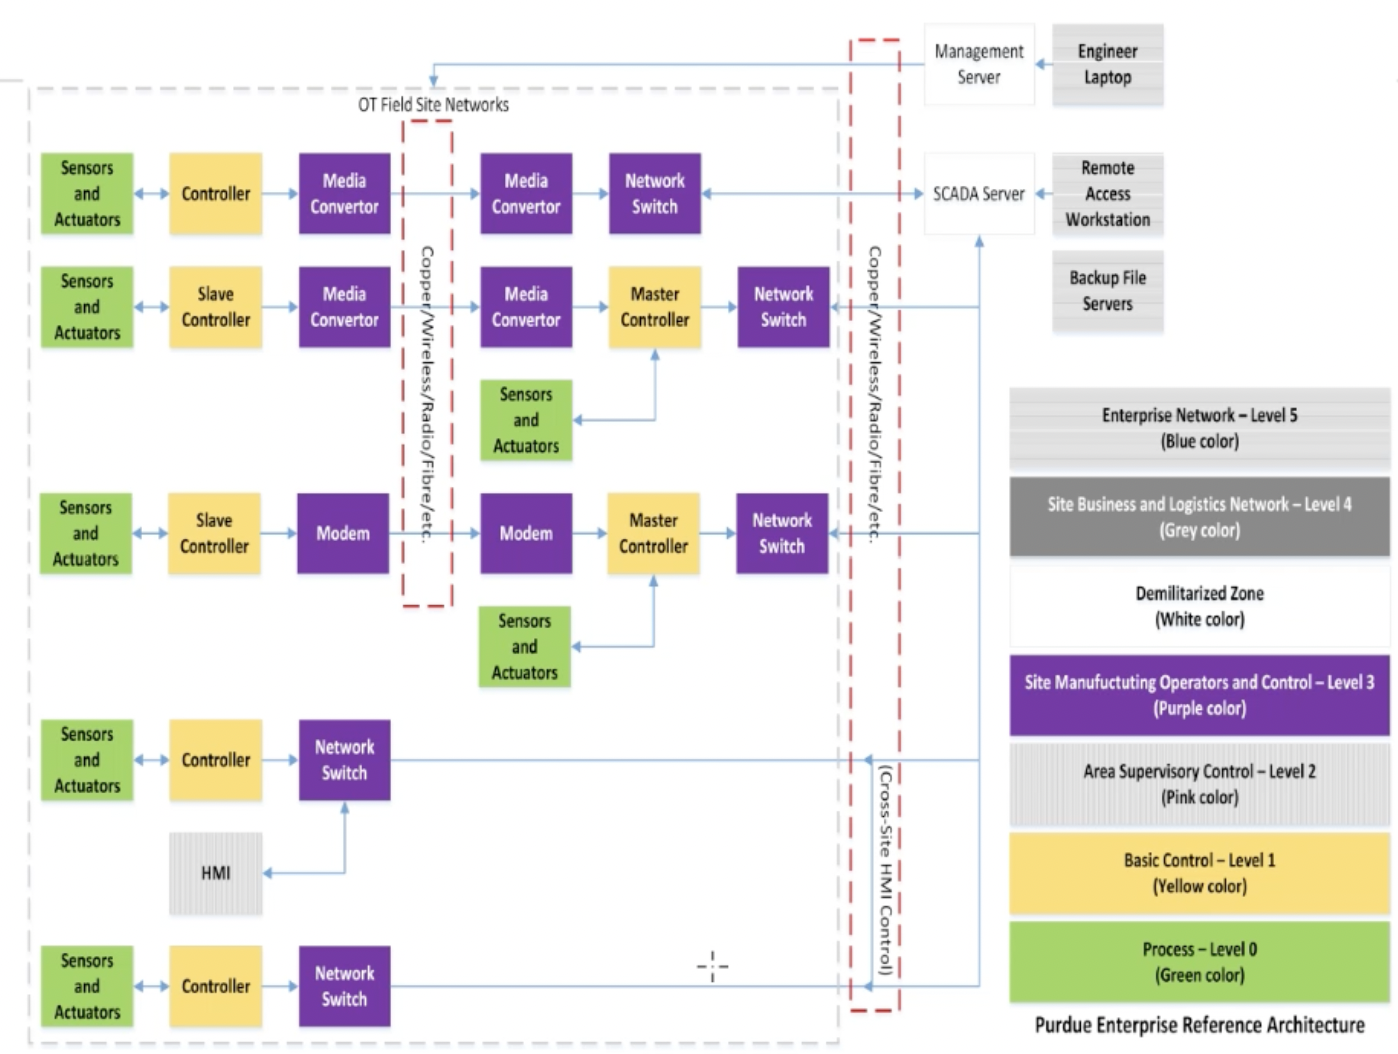 Management
Server
Engineer
Laptop
OT Field Site Networks
Sensors
and
Actuators
Controller
Media
Convertor
Media
Convertor
Network
Switch
SCADA Server
Remote
Access
Workstation
Sensors
and
Actuators
Slave
Controller
Media
Convertor
Media
Convertor
Master
Controller
Network
Switch
Backup File
Servers
Copper/Wireless/Radio/Fibre/etc.
Copper/Wireless/Radio/Fibre/etc.
Sensors
and
Actuators
Sensors
and
Actuators
Slave
Controller
Modem
Modem
Master
Controller
Network
Switch
Sensors
and
Actuators
Sensors
and
Actuators
Controller
Network
Switch
(Cross-Site HMI Control)
HMI
Sensors
and
Actuators
Controller
Network
Switch
Enterprise Network – Level 5
(Blue color)
Site Business and Logistics Network – Level 4
(Grey color)
Demilitarized Zone
(White color)
Site Manufuctuting Operators and Control – Level 3
(Purple color)
Area Supervisory Control – Level 2
(Pink color)
Basic Control – Level 1
(Yellow color)
Process – Level 0
(Green color)
Purdue Enterprise Reference Architecture